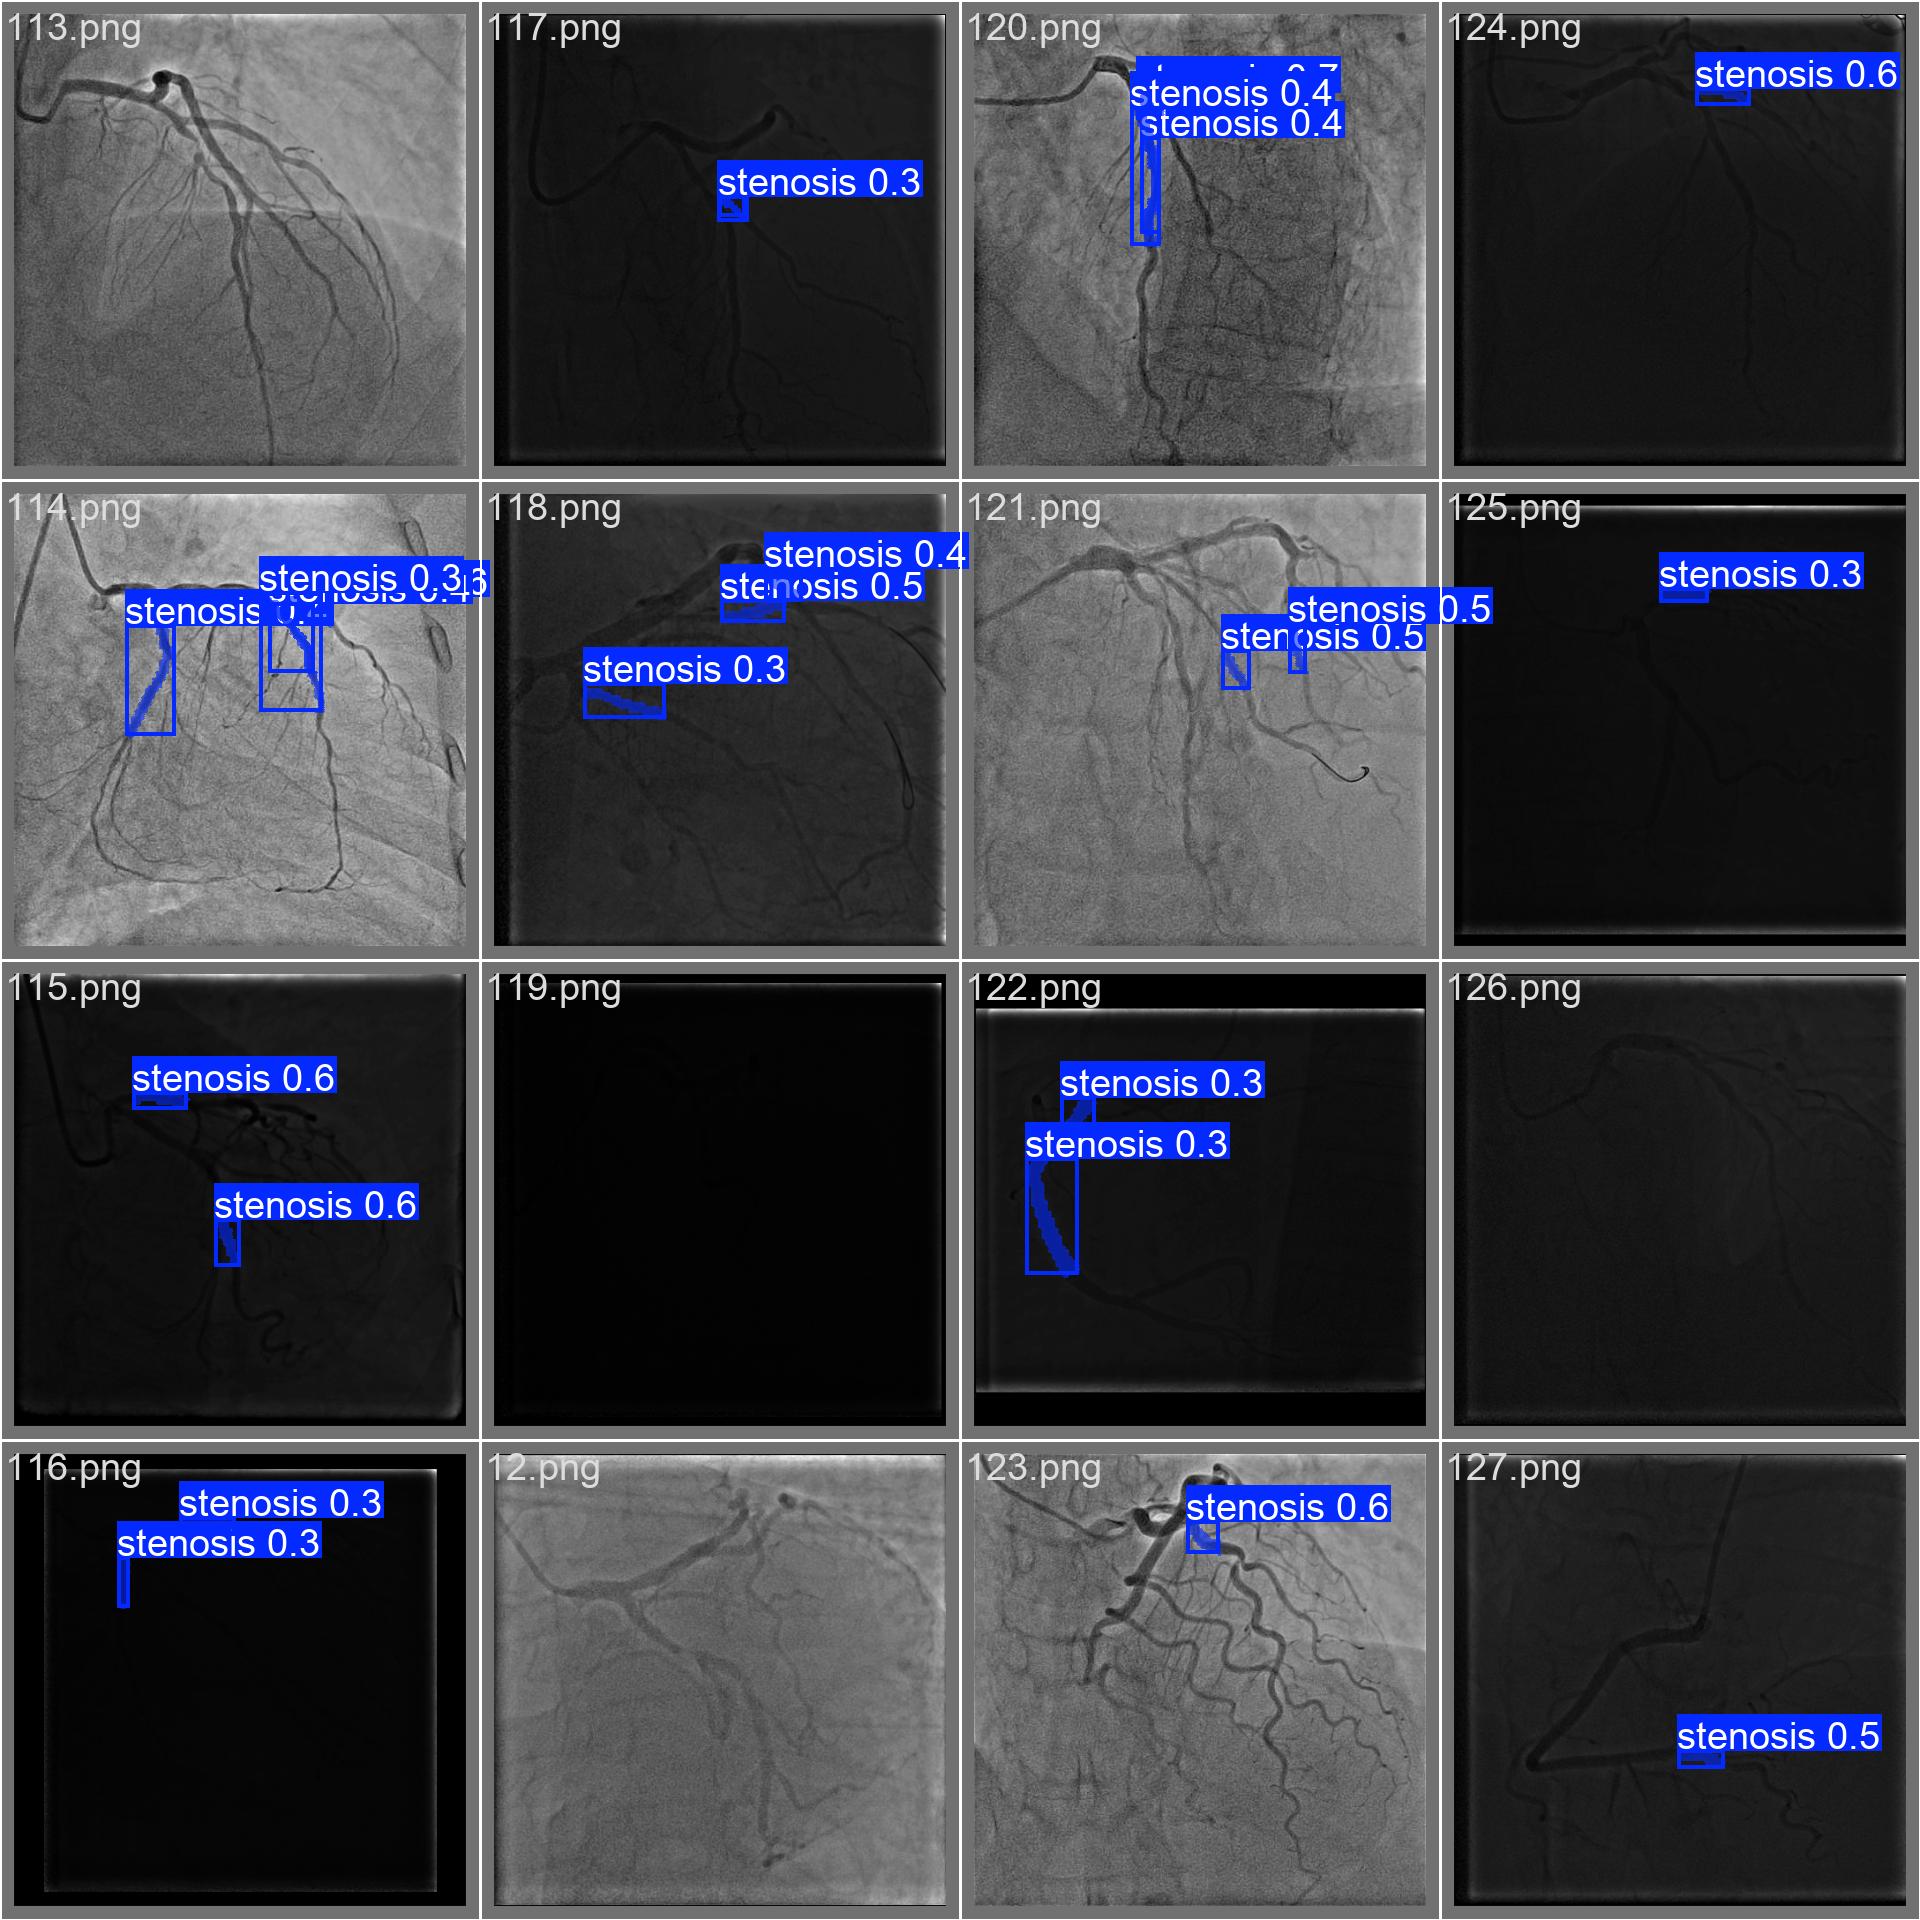 113.png
117.png
stenosis 0.3
120.png
stenosis 0.7
stenosis 0.4
stenosis 0.4
124.png
stenosis 0.6
114.png
stenosis 0.3
stenosis
118.png
stenosis 0.4
stenosis 0.5
stenosis 0.3
121.png
stenosis 0.5
stenosis 0.5
125.png
stenosis 0.3
115.png
stenosis 0.6
stenosis 0.6
119.png
122.png
stenosis 0.3
stenosis 0.3
126.png
116.png
stenosis 0.3
stenosis 0.3
12.png
123.png
stenosis 0.6
127.png
stenosis 0.5